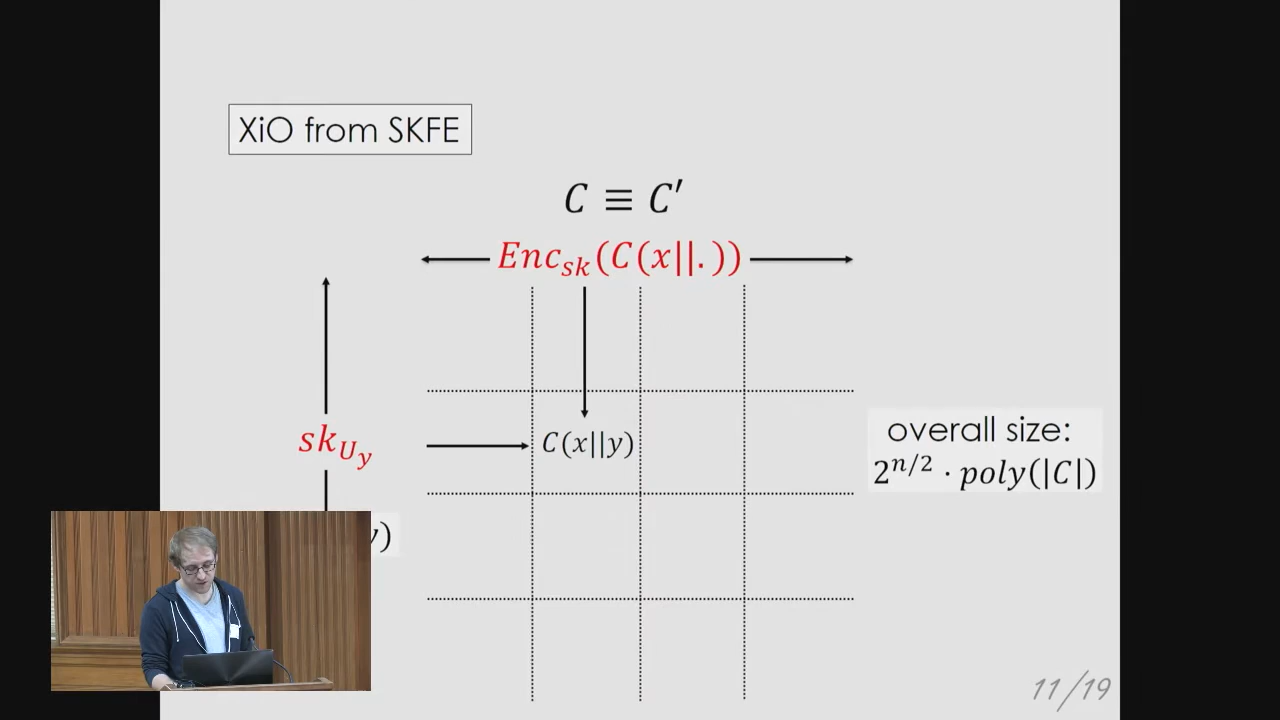 XiO from SKFE
C ≡ C′
Enc_sk(C(x||.))
sk_{U_y}
C(x||y)
overall size:
2^{n/2} · poly(|C|)
y)
11/19